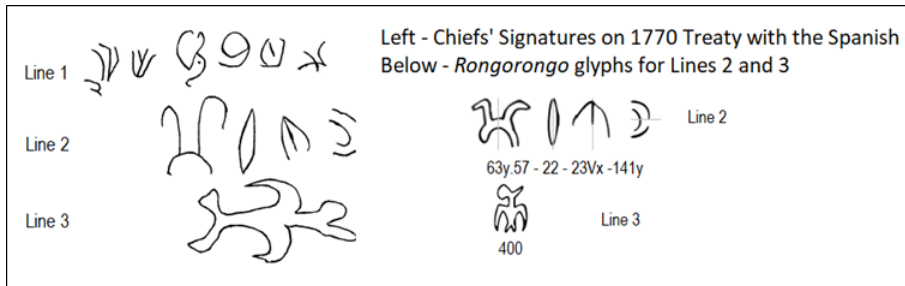 Left - Chiefs' Signatures on 1770 Treaty with the Spanish
Below - Rongorongo glyphs for Lines 2 and 3
Line 1
Line 2
Line 2
63y.57 - 22 - 23Vx -141y
Line 3
Line 3
400